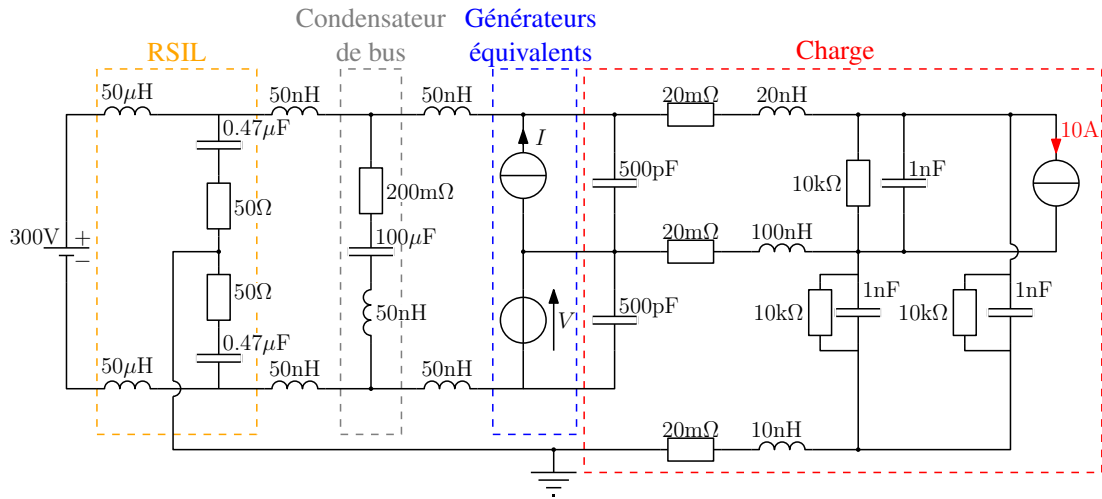 Condensateur
de bus
Générateurs
équivalents
RSIL
Charge
50μH
50nH
50nH
20mΩ
20nH
0.47μF
I
10A
200mΩ
500pF
10kΩ
1nF
50Ω
300V
+
−
100μF
20mΩ
100nH
50Ω
50nH
V
500pF
10kΩ
1nF
10kΩ
1nF
0.47μF
50μH
50nH
50nH
20mΩ
10nH